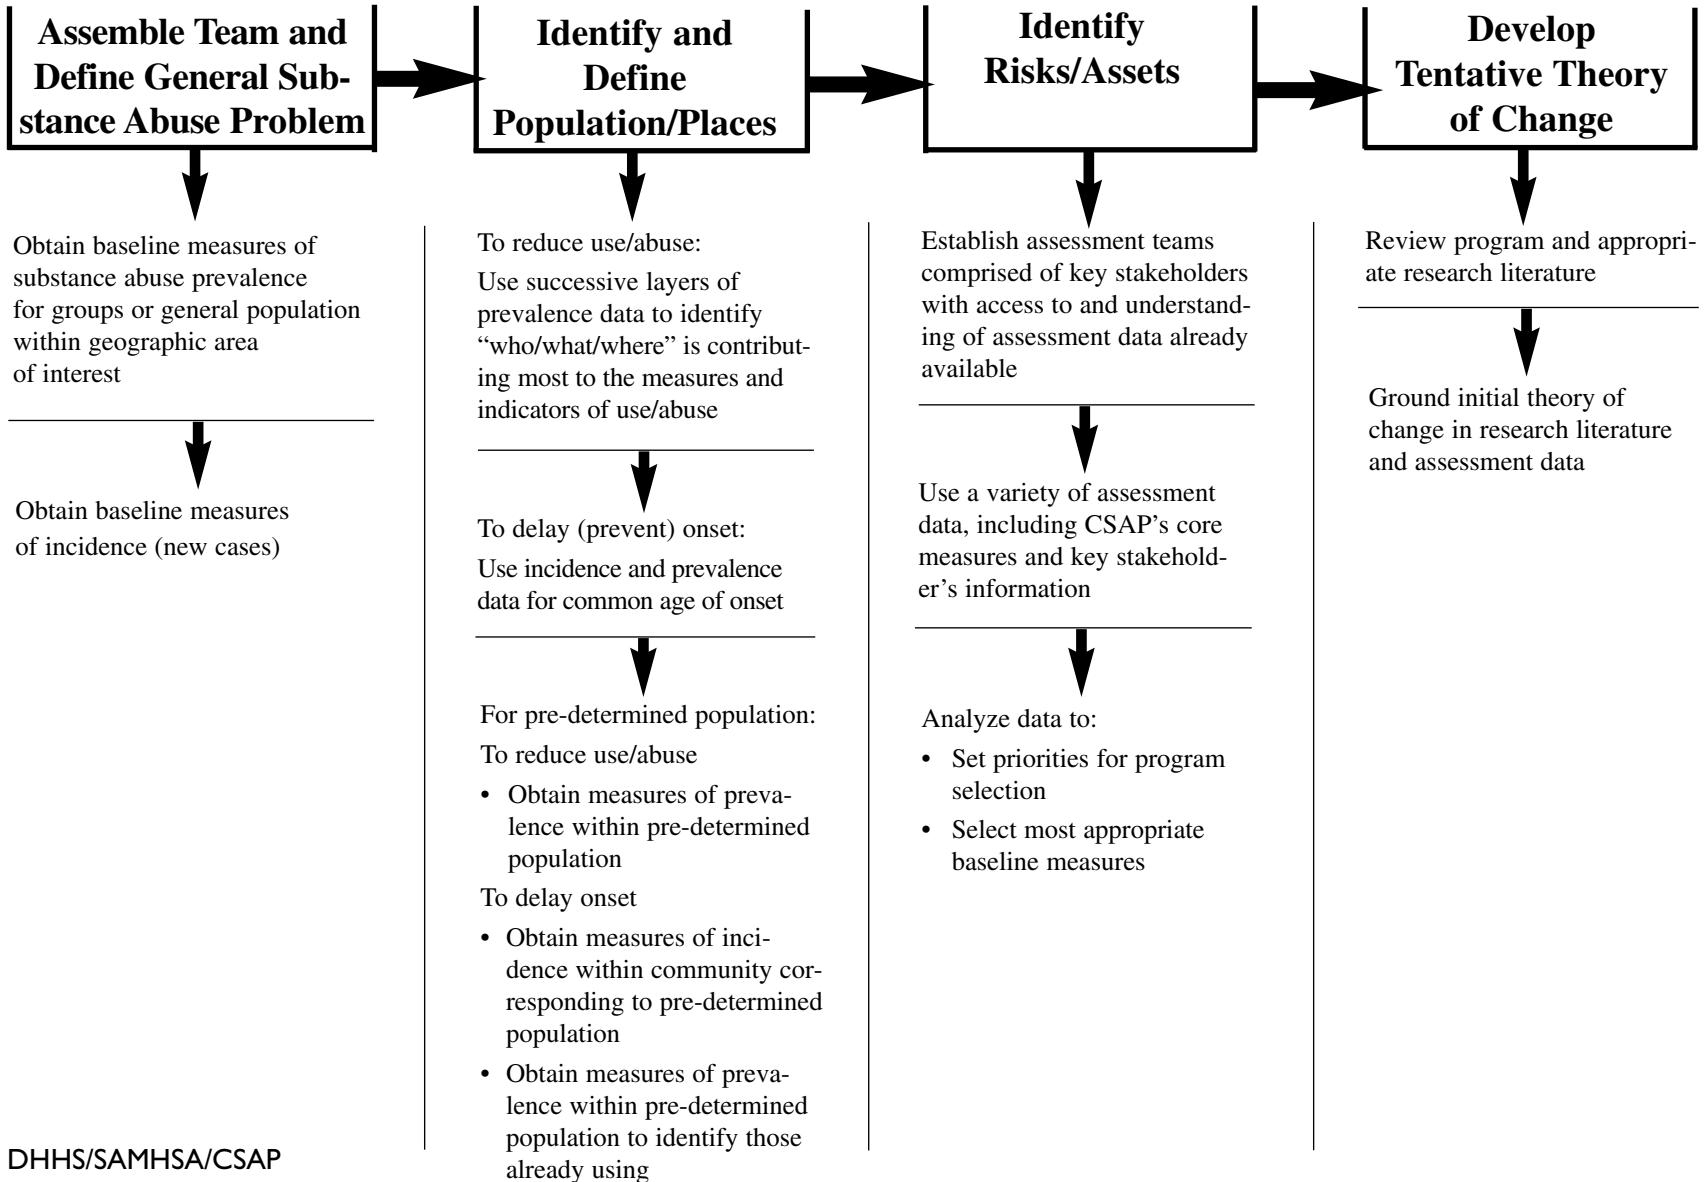 Assemble Team and
Define General Sub-
stance Abuse Problem
Obtain baseline measures of
substance abuse prevalence
for groups or general population
within geographic area
of interest
Obtain baseline measures
of incidence (new cases)
Identify and
Define
Population/Places
To reduce use/abuse:
Use successive layers of
prevalence data to identify
“who/what/where” is contribut-
ing most to the measures and
indicators of use/abuse
To delay (prevent) onset:
Use incidence and prevalence
data for common age of onset
For pre-determined population:
To reduce use/abuse
• Obtain measures of preva-
lence within pre-determined
population
To delay onset
• Obtain measures of inci-
dence within community cor-
responding to pre-determined
population
• Obtain measures of preva-
lence within pre-determined
population to identify those
already using
Identify
Risks/Assets
Establish assessment teams
comprised of key stakeholders
with access to and understand-
ing of assessment data already
available
Use a variety of assessment
data, including CSAP’s core
measures and key stakehold-
er’s information
Analyze data to:
• Set priorities for program
selection
• Select most appropriate
baseline measures
Develop
Tentative Theory
of Change
Review program and appropri-
ate research literature
Ground initial theory of
change in research literature
and assessment data
DHHS/SAMHSA/CSAP